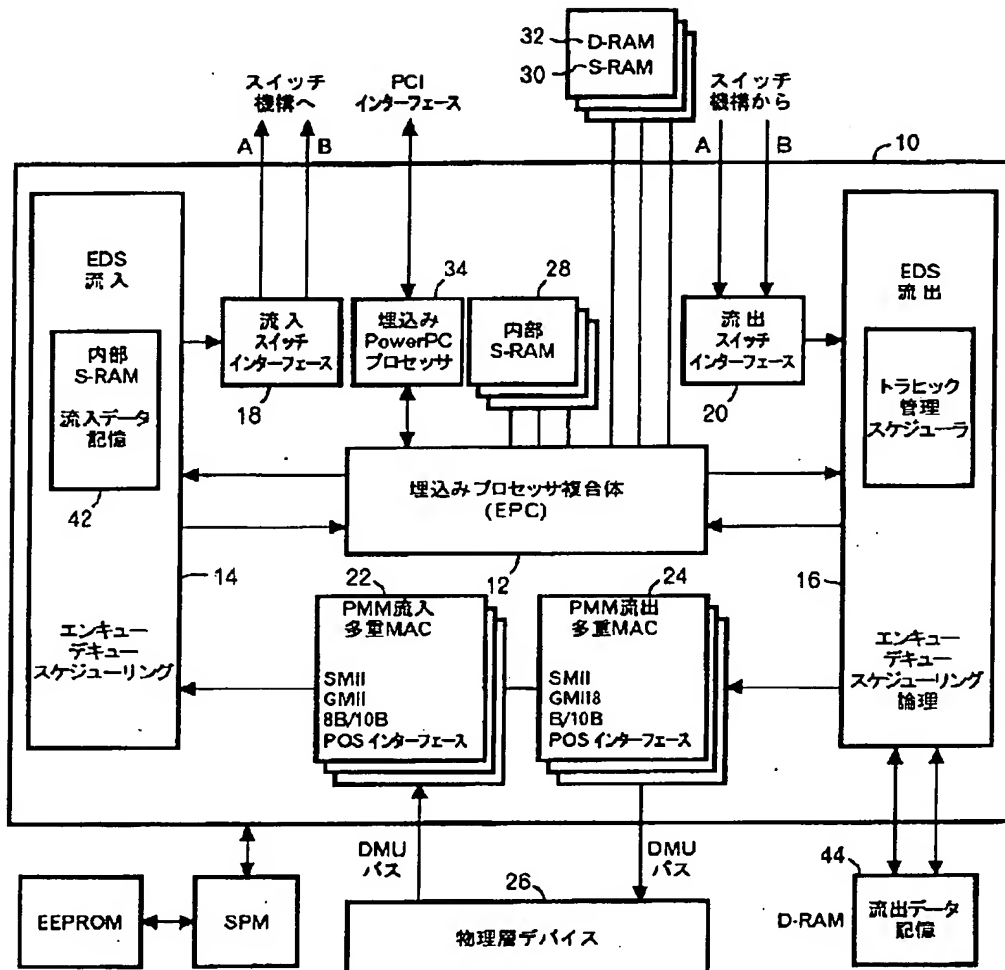 32
D-RAM
30
S-RAM
スイッチ
機構へ
PCI
インターフェース
スイッチ
機構から
A
B
A
B
10
EDS
流入
内部
S-RAM
流入データ
記憶
42
14
エンキュー
デキュー
スケジューリング
流入
スイッチ
インターフェース
18
34
埋込み
PowerPC
プロセッサ
28
内部
S-RAM
流出
スイッチ
インターフェース
20
EDS
流出
トラヒック
管理
スケジューラ
16
エンキュー
デキュー
スケジューリング
論理
埋込みプロセッサ複合体
(EPC)
12
22
PMM流入
多重MAC
SMII
GMII
8B/10B
POS インターフェース
24
PMM流出
多重MAC
SMII
GMII8
B/10B
POS インターフェース
DMU
バス
DMU
バス
EEPROM
SPM
26
物理層デバイス
44
D-RAM
流出データ
記憶